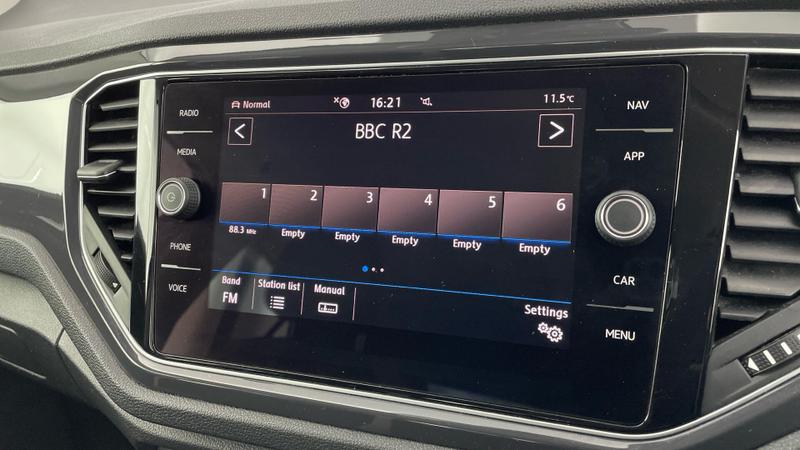 RADIO
MEDIA
PHONE
VOICE
Normal 16:21 11.5°C
BBC R2
1 2 3 4 5 6
88.3 MHz Empty Empty Empty Empty Empty
Band Station list Manual
FM
Settings
NAV
APP
CAR
MENU